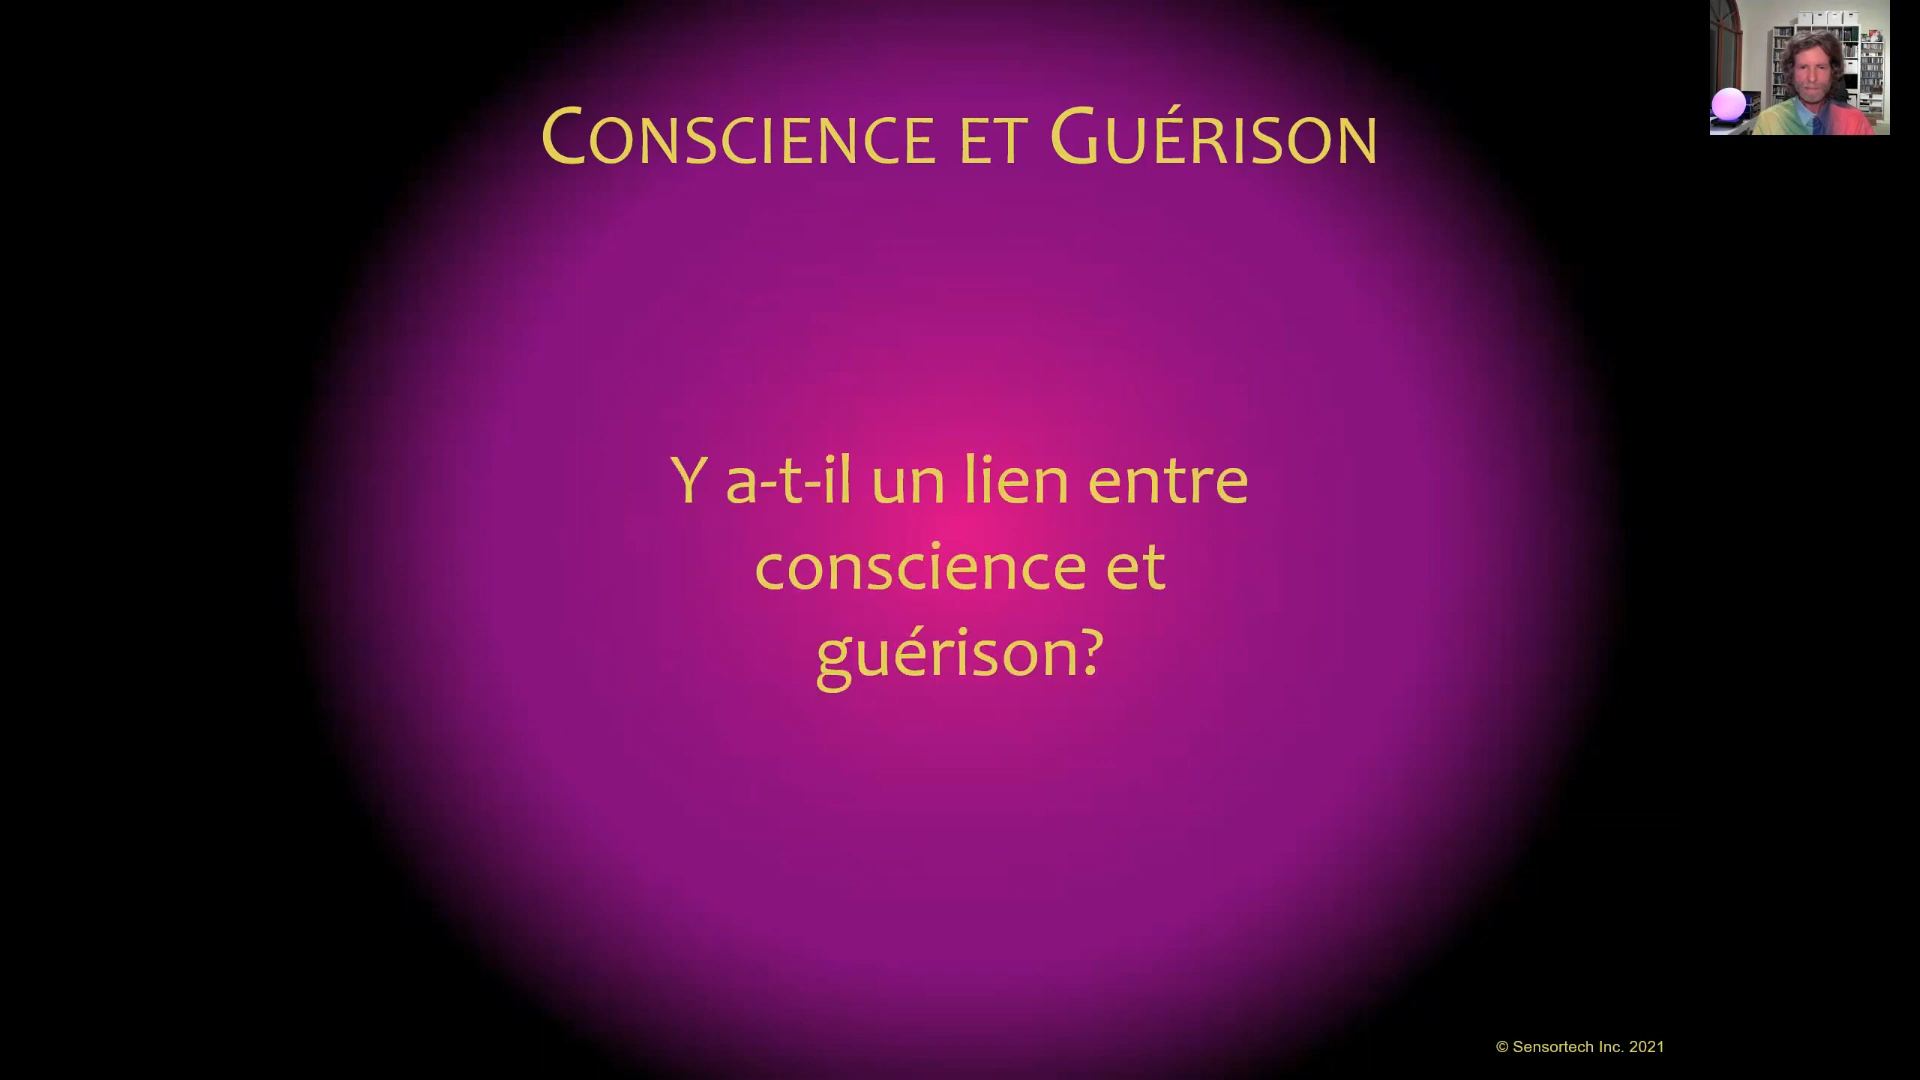 CONSCIENCE ET GUÉRISON
Y a-t-il un lien entre
conscience et
guérison?
© Sensortech Inc. 2021